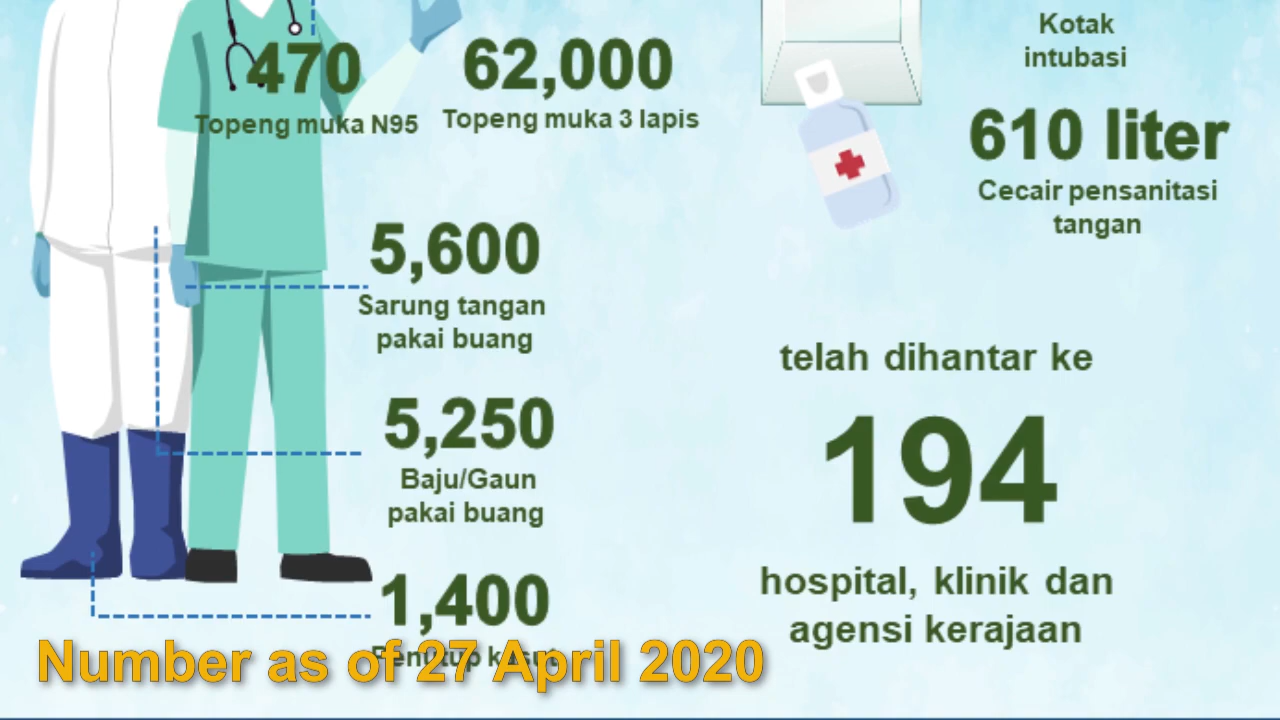 470
Topeng muka N95
62,000
Topeng muka 3 lapis
5,600
Sarung tangan
pakai buang
5,250
Baju/Gaun
pakai buang
1,400
Penutup kasut
Number as of 27 April 2020
Kotak
intubasi
610 liter
Cecair pensanitasi
tangan
telah dihantar ke
194
hospital, klinik dan
agensi kerajaan